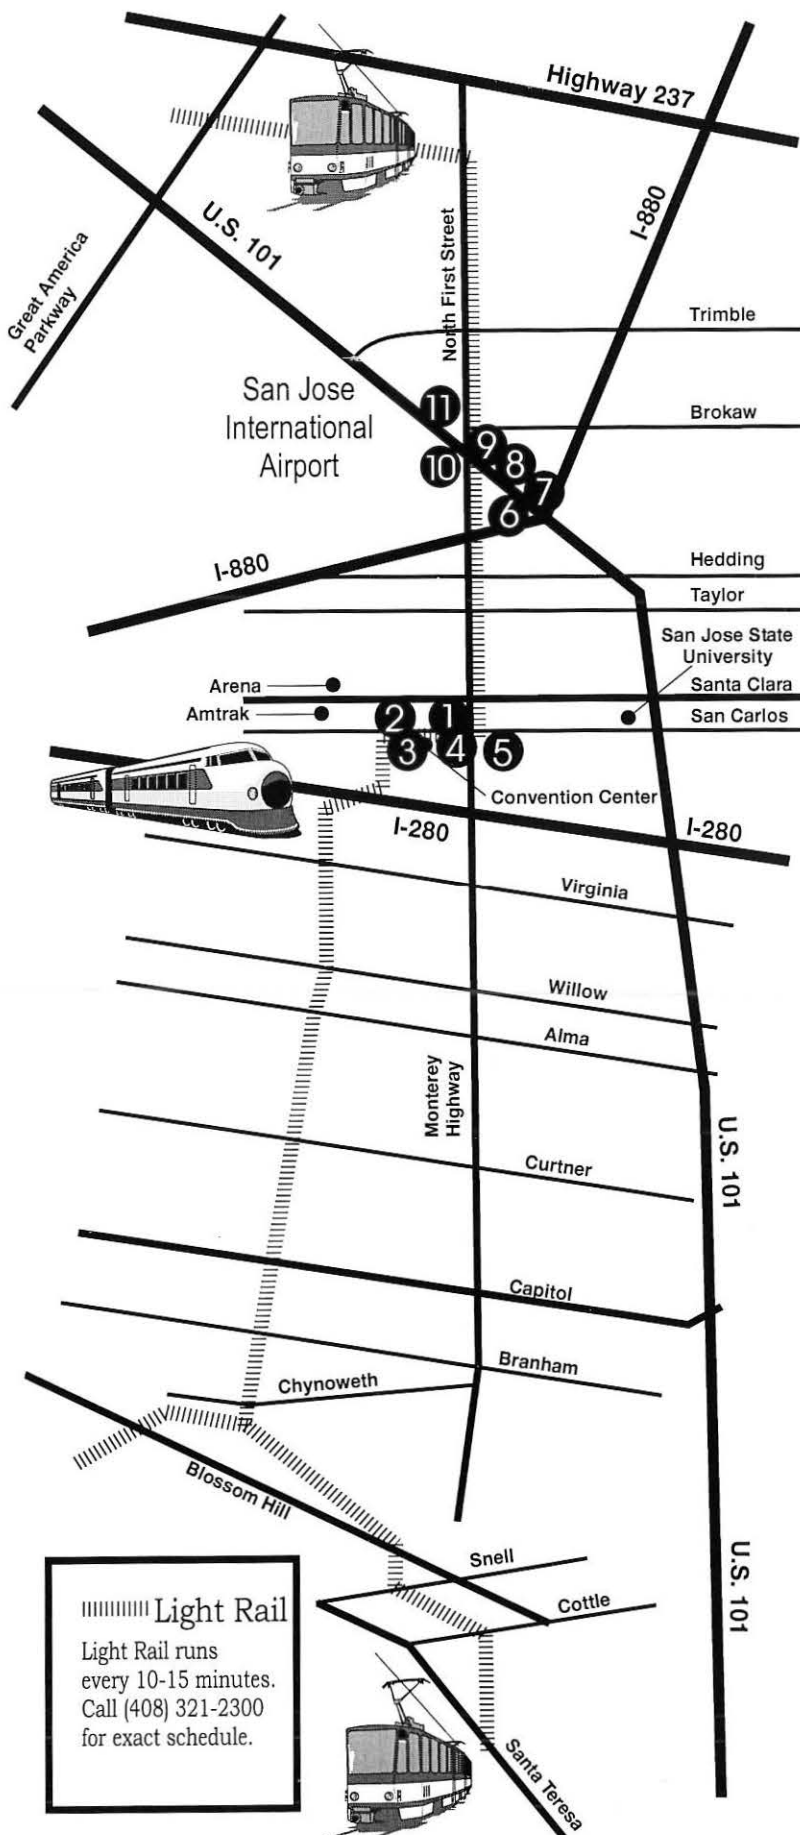 Highway 237
I-880
U.S. 101
Great America
Parkway
North First Street
Trimble
San Jose
International
Airport
11
Brokaw
9
8
10
7
6
I-880
Hedding
Taylor
San Jose State
University
Arena
Santa Clara
Amtrak
2
1
San Carlos
3
4
5
Convention Center
I-280
I-280
Virginia
Willow
Alma
Monterey
Highway
Curtner
U.S. 101
Capitol
Branham
Chynoweth
Blossom Hill
Snell
Cottle
U.S. 101
Light Rail
Light Rail runs
every 10-15 minutes.
Call (408) 321-2300
for exact schedule.
Santa Teresa